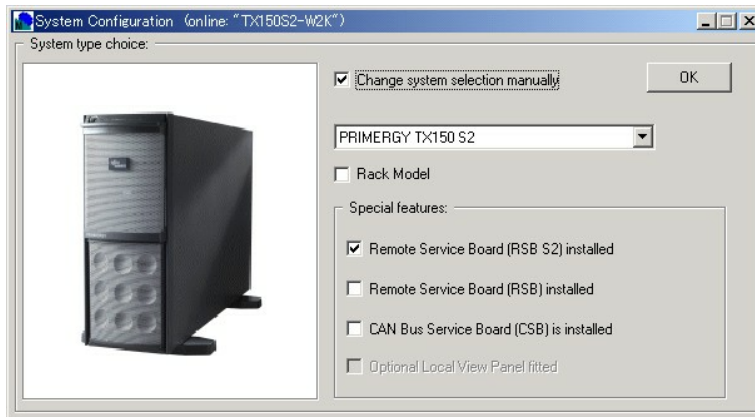 System Configuration (online: "TX150S2-W2K")
System type choice:
Change system selection manually
OK
PRIMERGY TX150 S2
Rack Model
Special features:
Remote Service Board (RSB S2) installed
Remote Service Board (RSB) installed
CAN Bus Service Board (CSB) is installed
Optional Local View Panel fitted